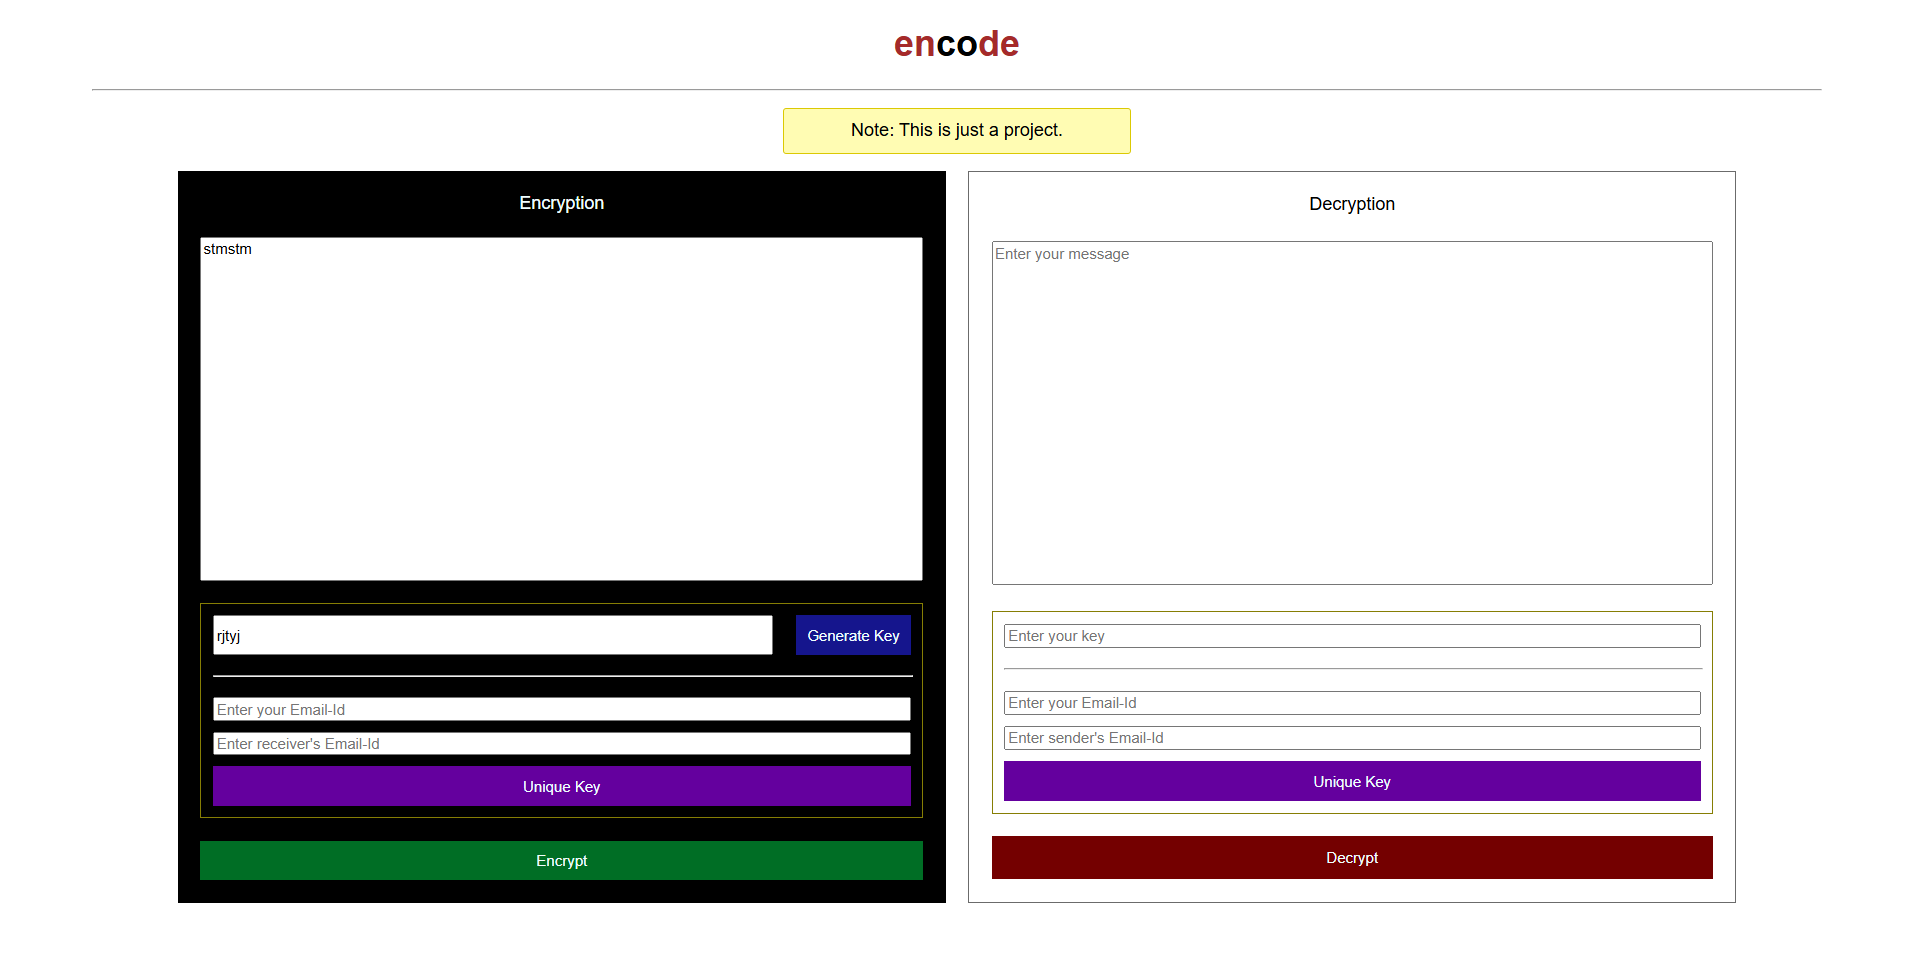 encode
Note: This is just a project.
Encryption
stmstm
rjtyj
Generate Key
Enter your Email-Id
Enter receiver's Email-Id
Unique Key
Encrypt
Decryption
Enter your message
Enter your key
Enter your Email-Id
Enter sender's Email-Id
Unique Key
Decrypt